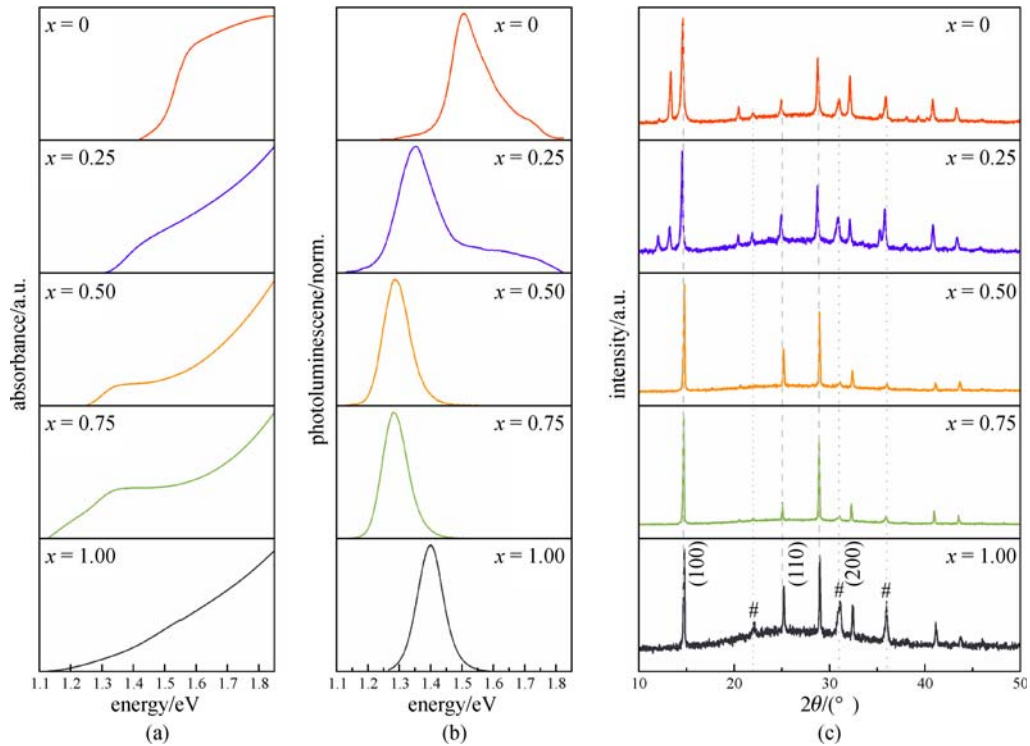 x = 0
x = 0.25
x = 0.50
x = 0.75
x = 1.00
absorbance/a.u.
1.1 1.2 1.3 1.4 1.5 1.6 1.7 1.8
energy/eV
(a)
x = 0
x = 0.25
x = 0.50
x = 0.75
x = 1.00
photoluminescene/norm.
1.1 1.2 1.3 1.4 1.5 1.6 1.7 1.8
energy/eV
(b)
x = 0
x = 0.25
x = 0.50
x = 0.75
x = 1.00
(100)
(110)
(200)
# # #
intensity/a.u.
10 20 30 40 50
2θ/(° )
(c)